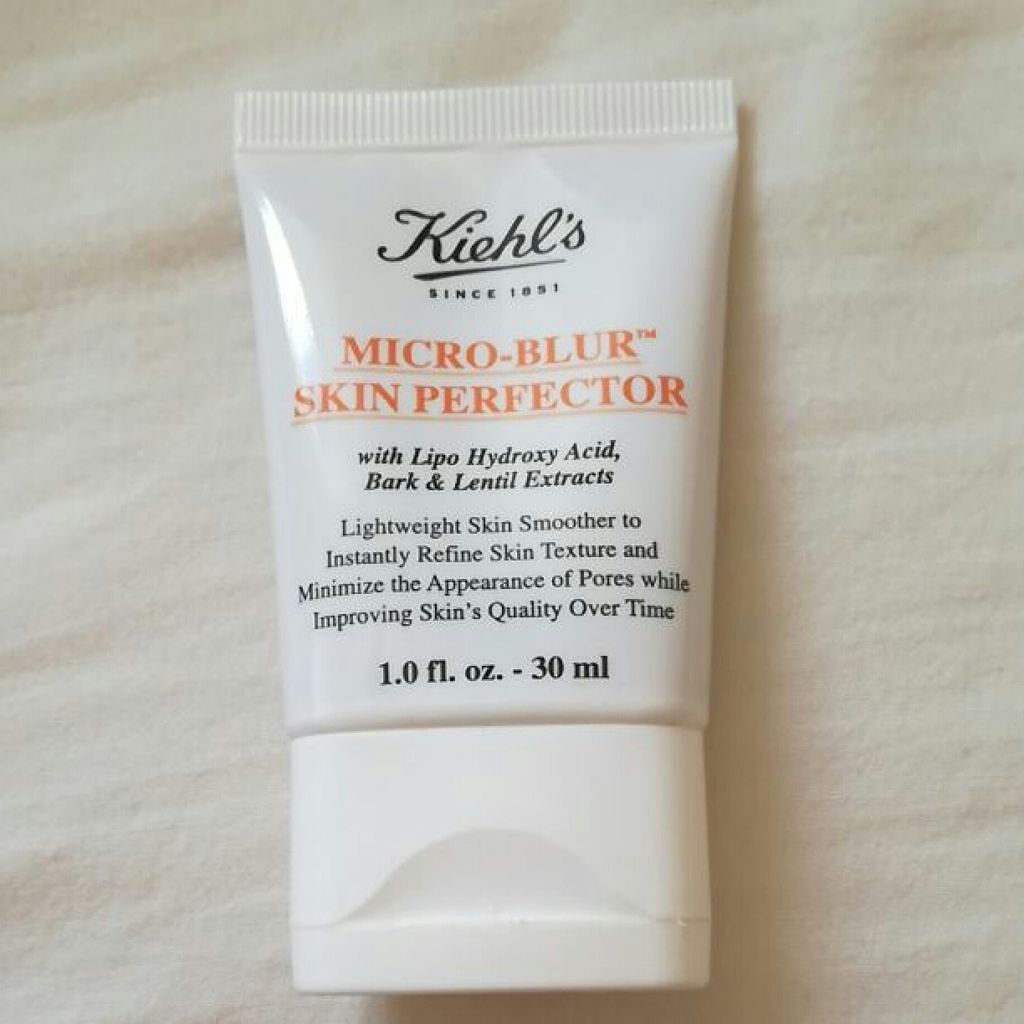 Kiehl's
SINCE 1851
MICRO-BLUR™
SKIN PERFECTOR
with Lipo Hydroxy Acid,
Bark & Lentil Extracts
Lightweight Skin Smoother to
Instantly Refine Skin Texture and
Minimize the Appearance of Pores while
Improving Skin's Quality Over Time
1.0 fl. oz. - 30 ml